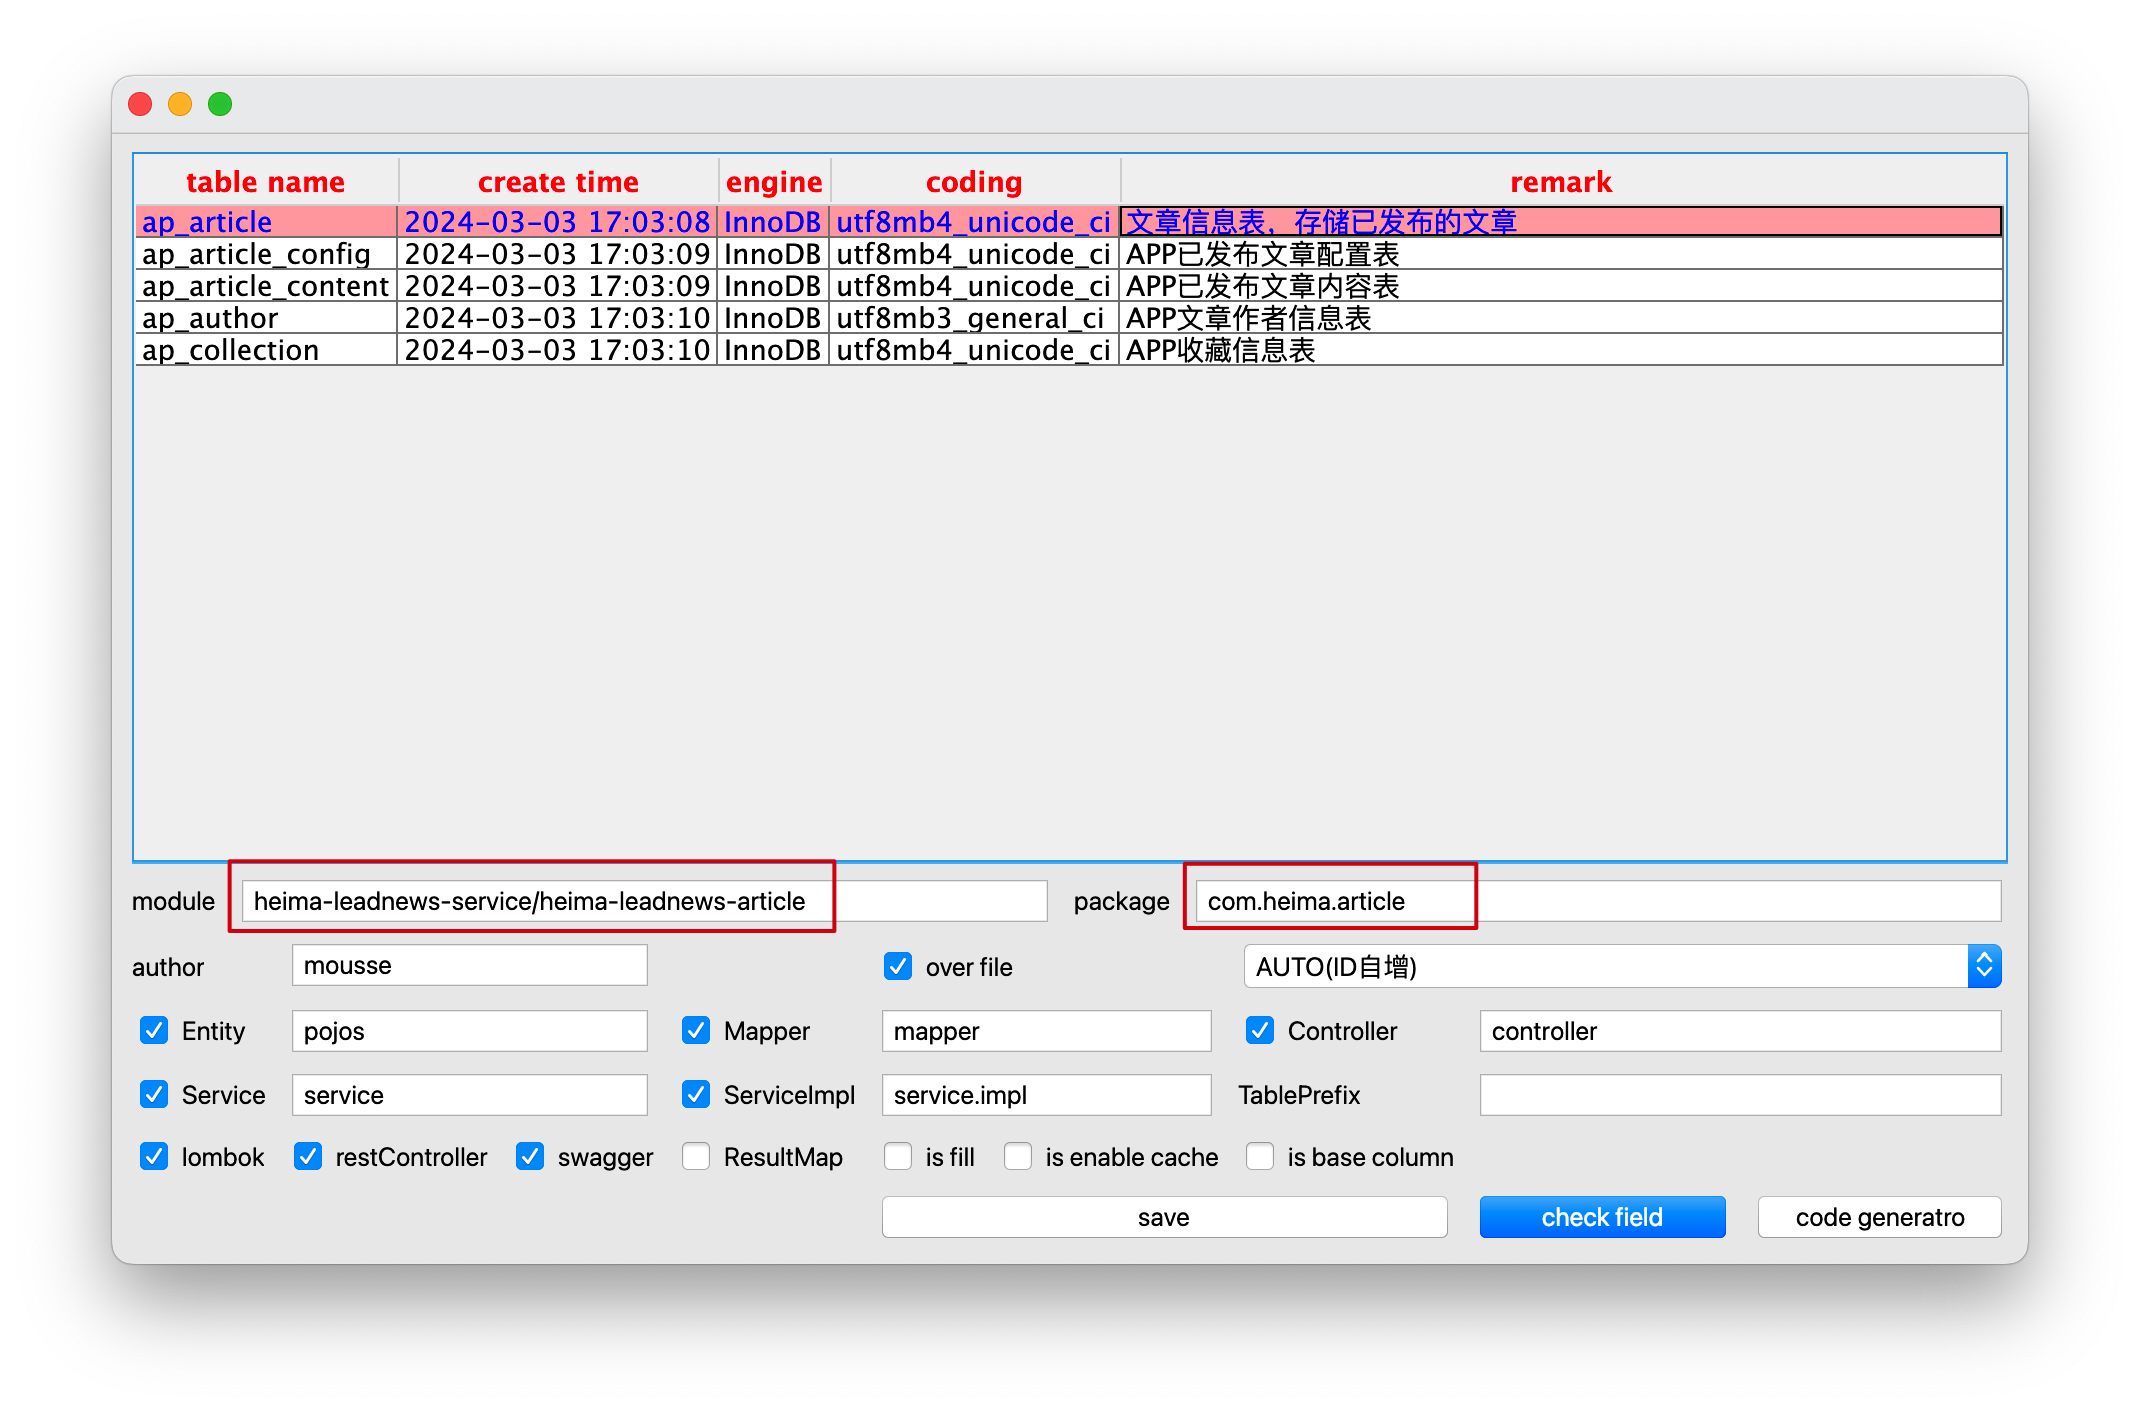 table name create time engine coding remark
ap_article 2024-03-03 17:03:08 InnoDB utf8mb4_unicode_ci 文章信息表，存储已发布的文章
ap_article_config 2024-03-03 17:03:09 InnoDB utf8mb4_unicode_ci APP已发布文章配置表
ap_article_content 2024-03-03 17:03:09 InnoDB utf8mb4_unicode_ci APP已发布文章内容表
ap_author 2024-03-03 17:03:10 InnoDB utf8mb3_general_ci APP文章作者信息表
ap_collection 2024-03-03 17:03:10 InnoDB utf8mb4_unicode_ci APP收藏信息表
module heima-leadnews-service/heima-leadnews-article package com.heima.article
author mousse over file AUTO(ID自增)
Entity pojos Mapper mapper Controller controller
Service service ServiceImpl service.impl TablePrefix
lombok restController swagger ResultMap is fill is enable cache is base column
save check field code generatro